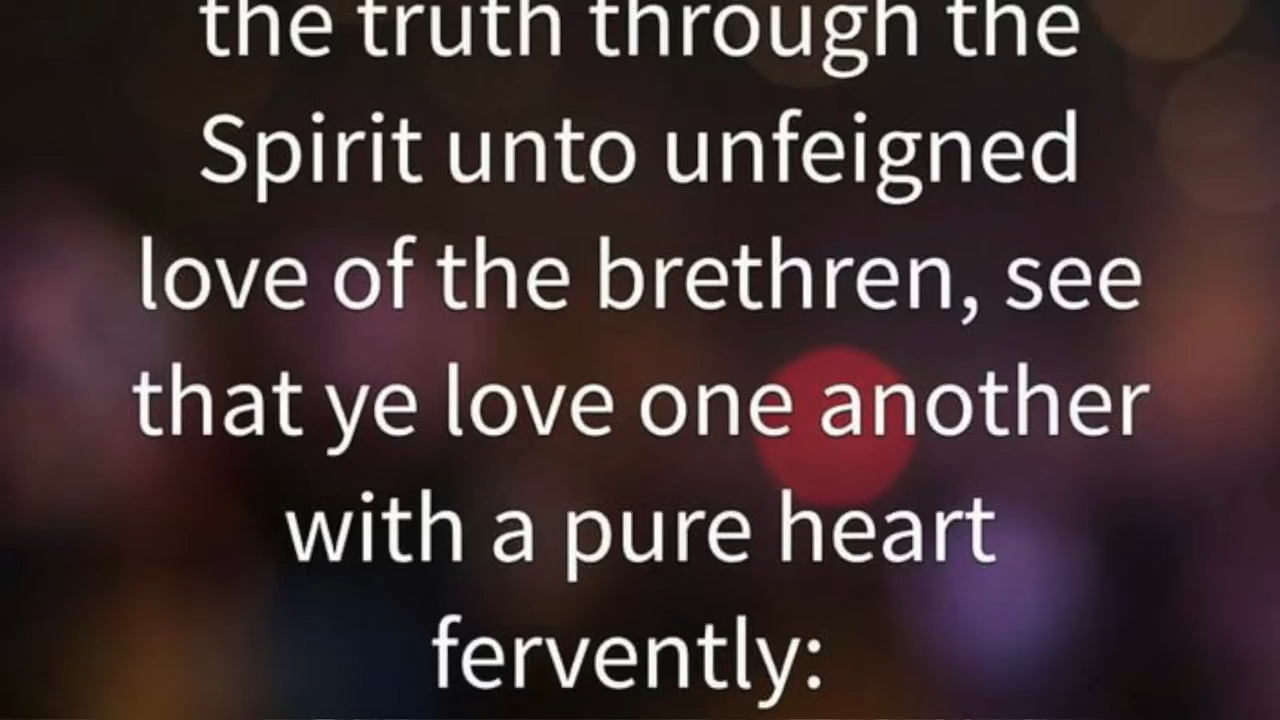 the truth through the
Spirit unto unfeigned
love of the brethren, see
that ye love one another
with a pure heart
fervently: